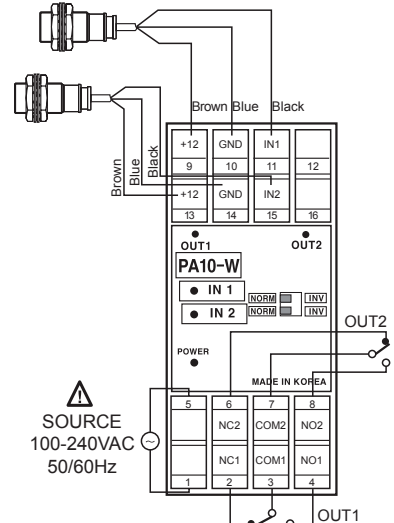 Brown Blue Black
Brown
Blue
Black
+12 GND IN1
9 10 11 12
+12 GND IN2
13 14 15 16
OUT1 OUT2
PA10-W
IN 1
IN 2
NORM INV
NORM INV
OUT2
POWER
MADE IN KOREA
5 6 7 8
NC2 COM2 NO2
NC1 COM1 NO1
1 2 3 4
SOURCE
100-240VAC
50/60Hz
OUT1